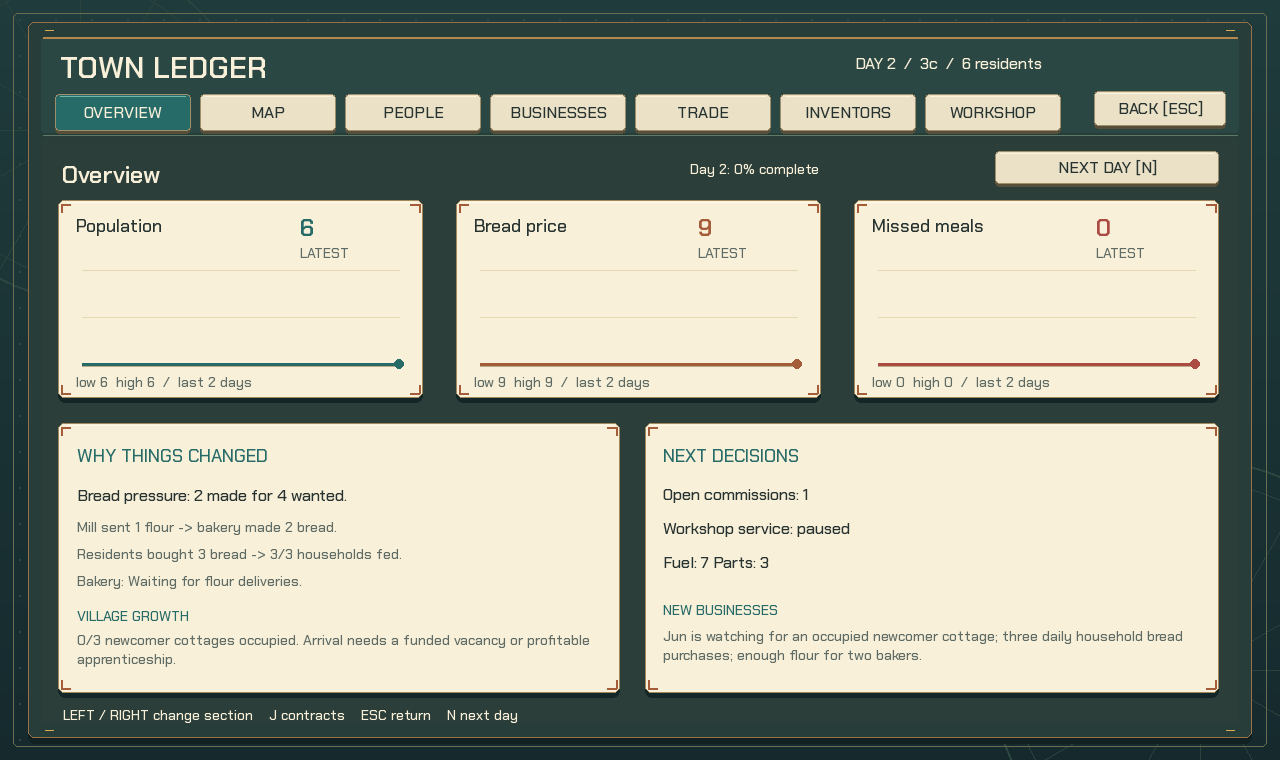 TOWN LEDGER
DAY 2 / 3c / 6 residents
OVERVIEW
MAP
PEOPLE
BUSINESSES
TRADE
INVENTORS
WORKSHOP
BACK [ESC]
Overview
Day 2: 0% complete
NEXT DAY [N]
Population
6
LATEST
low 6 high 6 / last 2 days
Bread price
9
LATEST
low 9 high 9 / last 2 days
Missed meals
0
LATEST
low 0 high 0 / last 2 days
WHY THINGS CHANGED
Bread pressure: 2 made for 4 wanted.
Mill sent 1 flour -> bakery made 2 bread.
Residents bought 3 bread -> 3/3 households fed.
Bakery: Waiting for flour deliveries.
VILLAGE GROWTH
0/3 newcomer cottages occupied. Arrival needs a funded vacancy or profitable
apprenticeship.
NEXT DECISIONS
Open commissions: 1
Workshop service: paused
Fuel: 7 Parts: 3
NEW BUSINESSES
Jun is watching for an occupied newcomer cottage; three daily household bread
purchases; enough flour for two bakers.
LEFT / RIGHT change section J contracts ESC return N next day